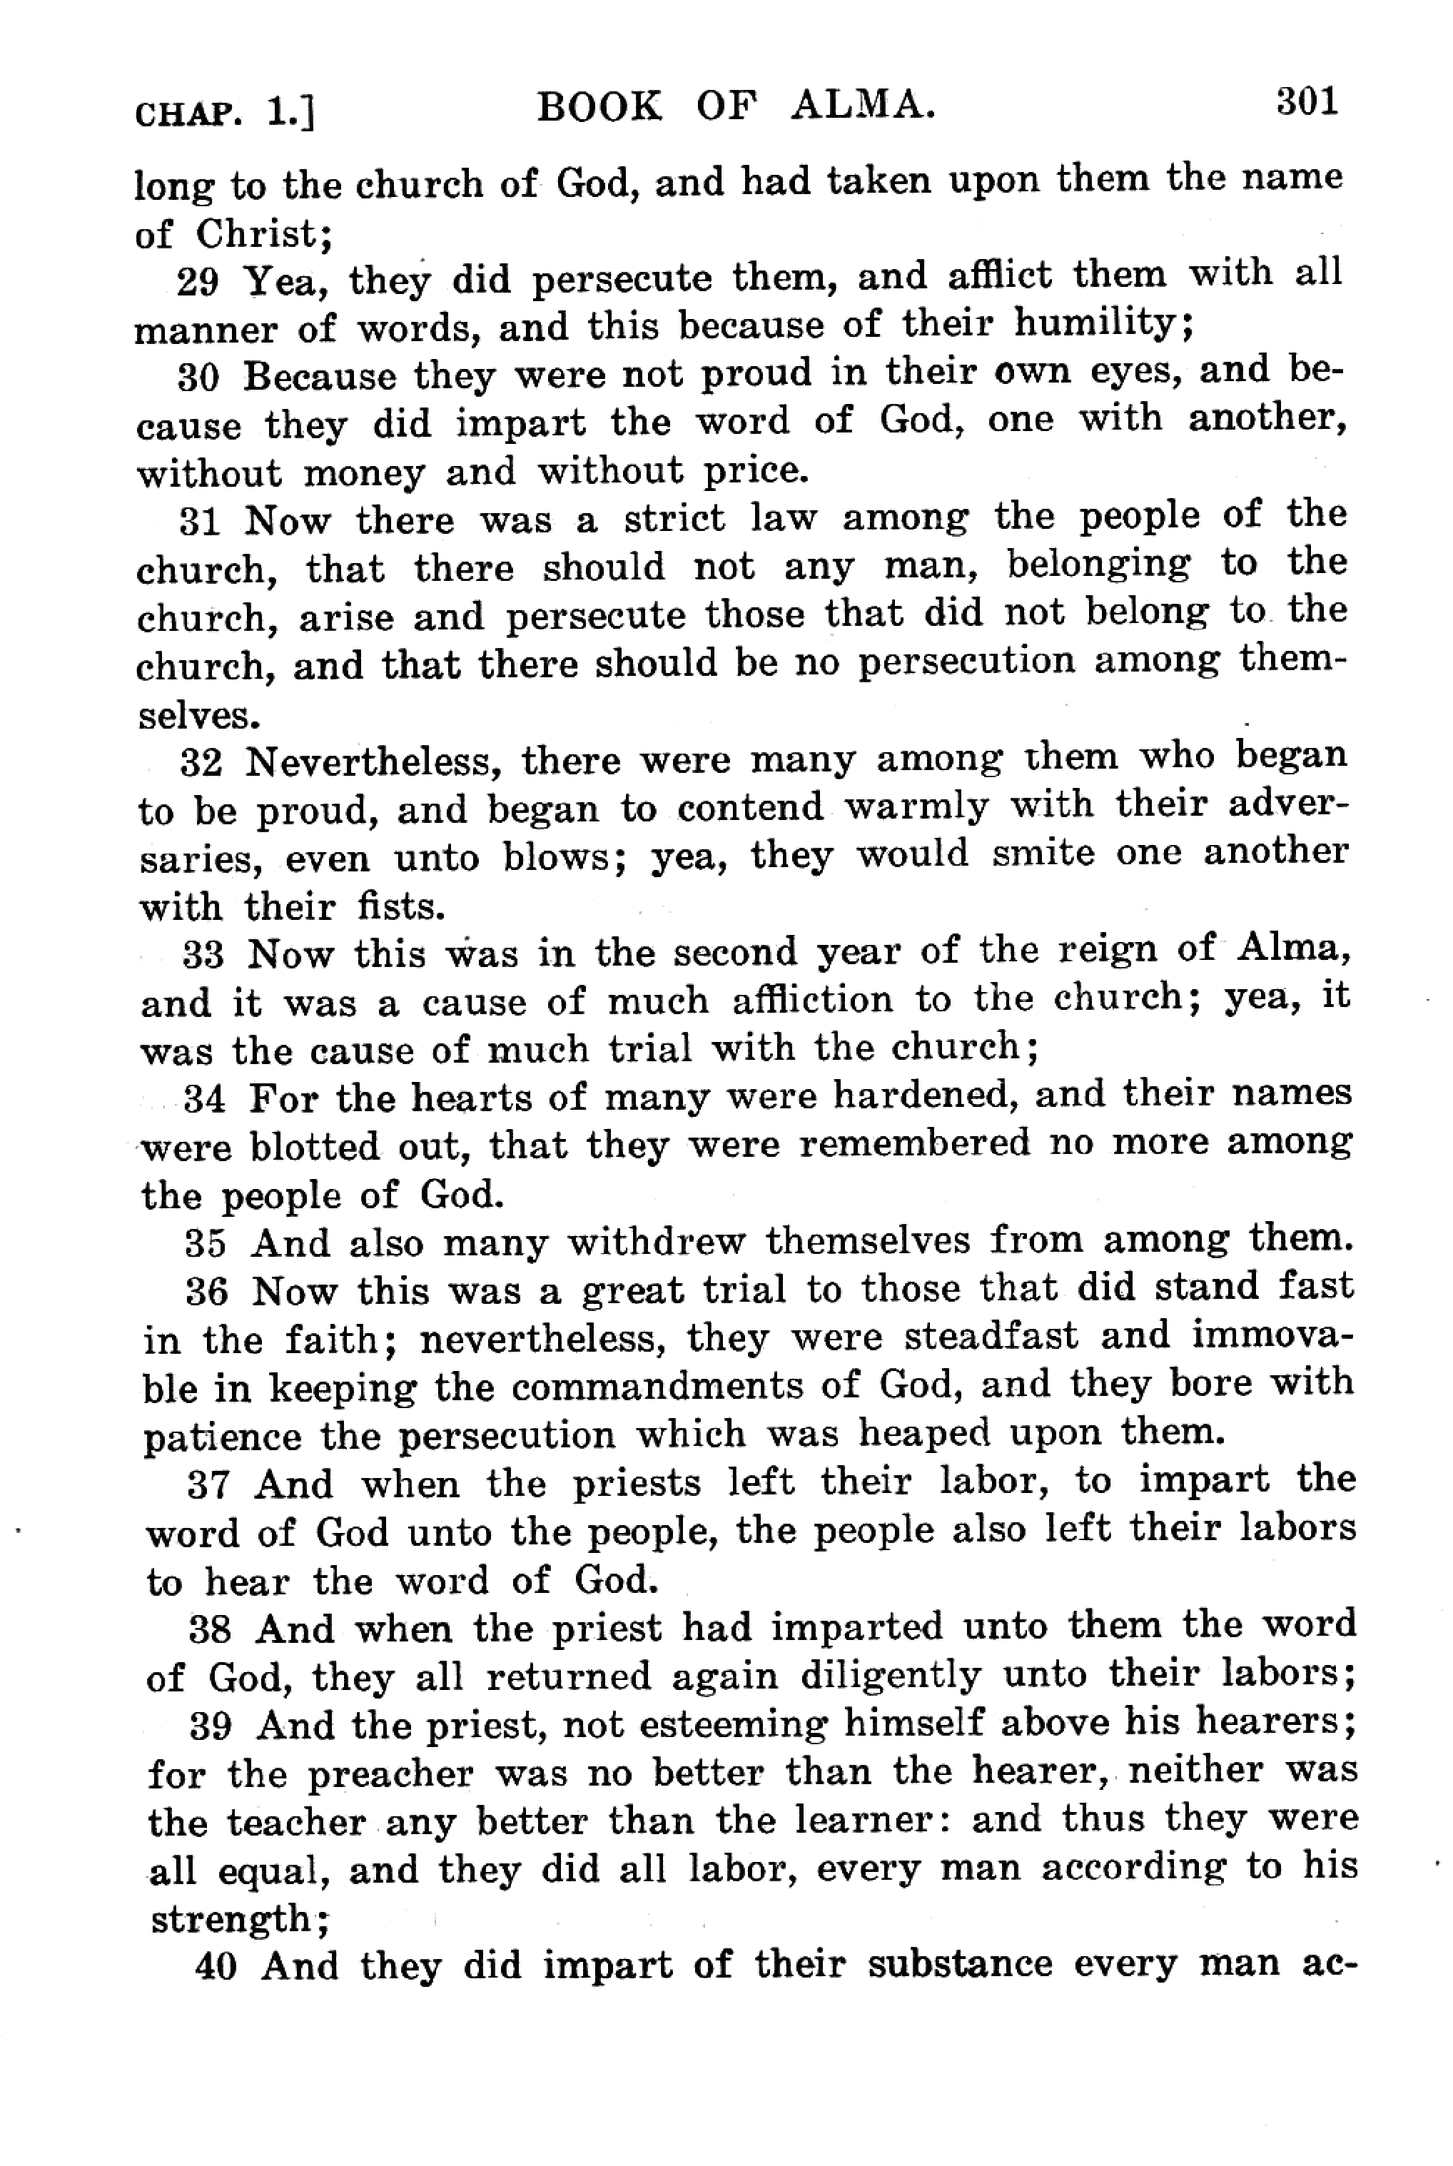 CHAP. 1.] BOOK OF ALMA. 301
long to the church of God, and had taken upon them the name
of Christ;
29 Yea, they did persecute them, and afflict them with all
manner of words, and this because of their humility;
30 Because they were not proud in their own eyes, and be-
cause they did impart the word of God, one with another,
without money and without price.
31 Now there was a strict law among the people of the
church, that there should not any man, belonging to the
church, arise and persecute those that did not belong to the
church, and that there should be no persecution among them-
selves.
32 Nevertheless, there were many among them who began
to be proud, and began to contend warmly with their adver-
saries, even unto blows; yea, they would smite one another
with their fists.
33 Now this was in the second year of the reign of Alma,
and it was a cause of much affliction to the church; yea, it
was the cause of much trial with the church;
34 For the hearts of many were hardened, and their names
were blotted out, that they were remembered no more among
the people of God.
35 And also many withdrew themselves from among them.
36 Now this was a great trial to those that did stand fast
in the faith; nevertheless, they were steadfast and immova-
ble in keeping the commandments of God, and they bore with
patience the persecution which was heaped upon them.
37 And when the priests left their labor, to impart the
word of God unto the people, the people also left their labors
to hear the word of God.
38 And when the priest had imparted unto them the word
of God, they all returned again diligently unto their labors;
39 And the priest, not esteeming himself above his hearers;
for the preacher was no better than the hearer, neither was
the teacher any better than the learner: and thus they were
all equal, and they did all labor, every man according to his
strength;
40 And they did impart of their substance every man ac-